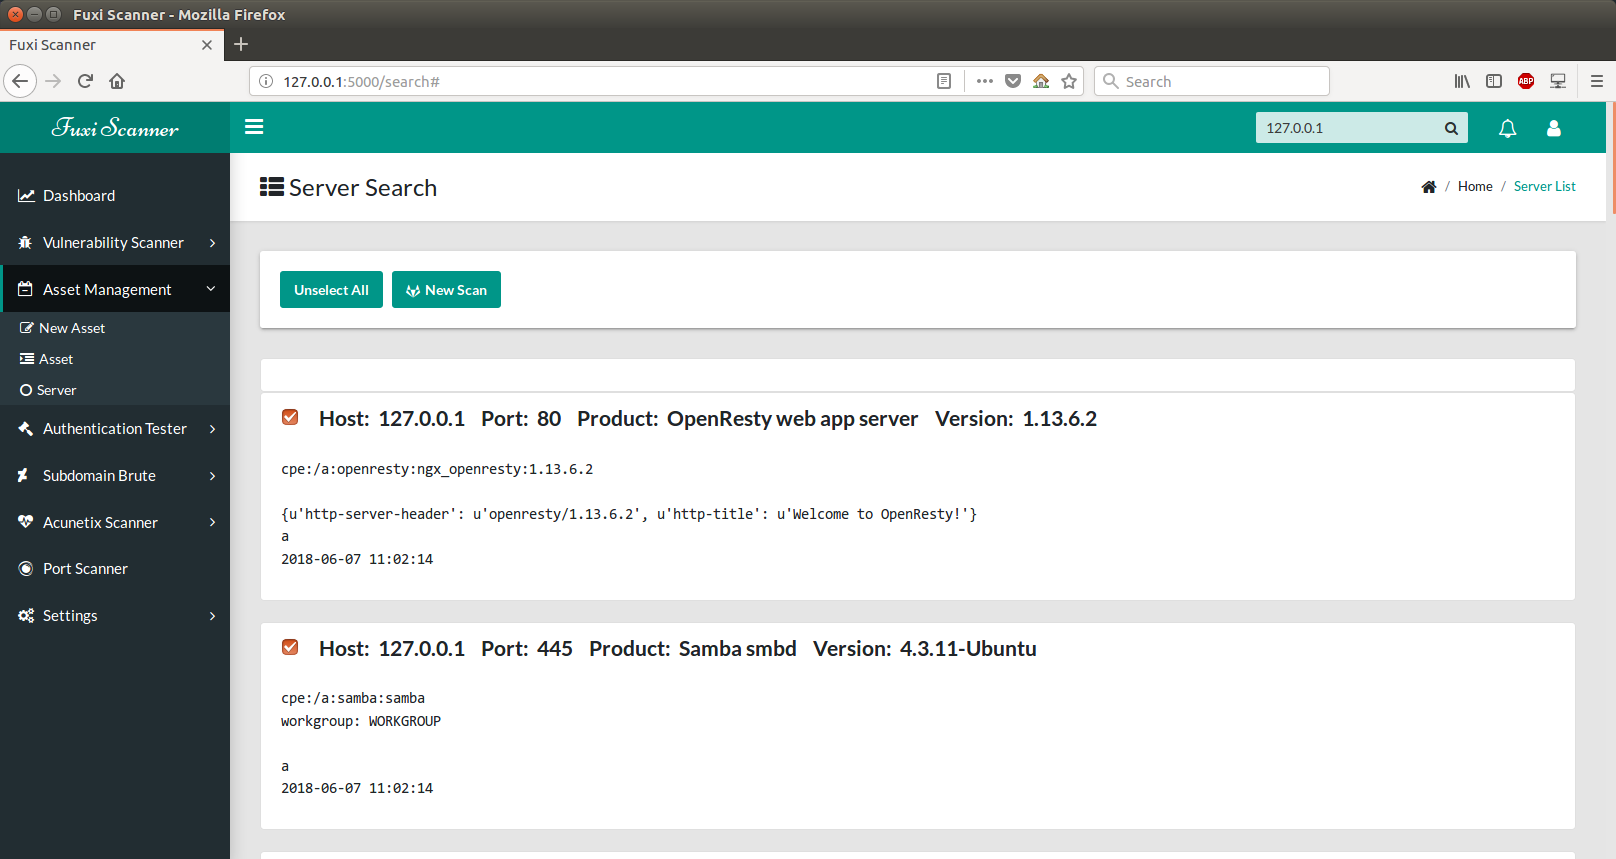 Fuxi Scanner - Mozilla Firefox
Fuxi Scanner
127.0.0.1:5000/search#
Search
ABP
Fuxi Scanner
127.0.0.1
Server Search
/ Home / Server List
Dashboard
Vulnerability Scanner
Asset Management
New Asset
Asset
Server
Authentication Tester
Subdomain Brute
Acunetix Scanner
Port Scanner
Settings
Unselect All
New Scan
Host: 127.0.0.1 Port: 80 Product: OpenResty web app server Version: 1.13.6.2
cpe:/a:openresty:ngx_openresty:1.13.6.2
{u'http-server-header': u'openresty/1.13.6.2', u'http-title': u'Welcome to OpenResty!'}
a
2018-06-07 11:02:14
Host: 127.0.0.1 Port: 445 Product: Samba smbd Version: 4.3.11-Ubuntu
cpe:/a:samba:samba
workgroup: WORKGROUP
a
2018-06-07 11:02:14